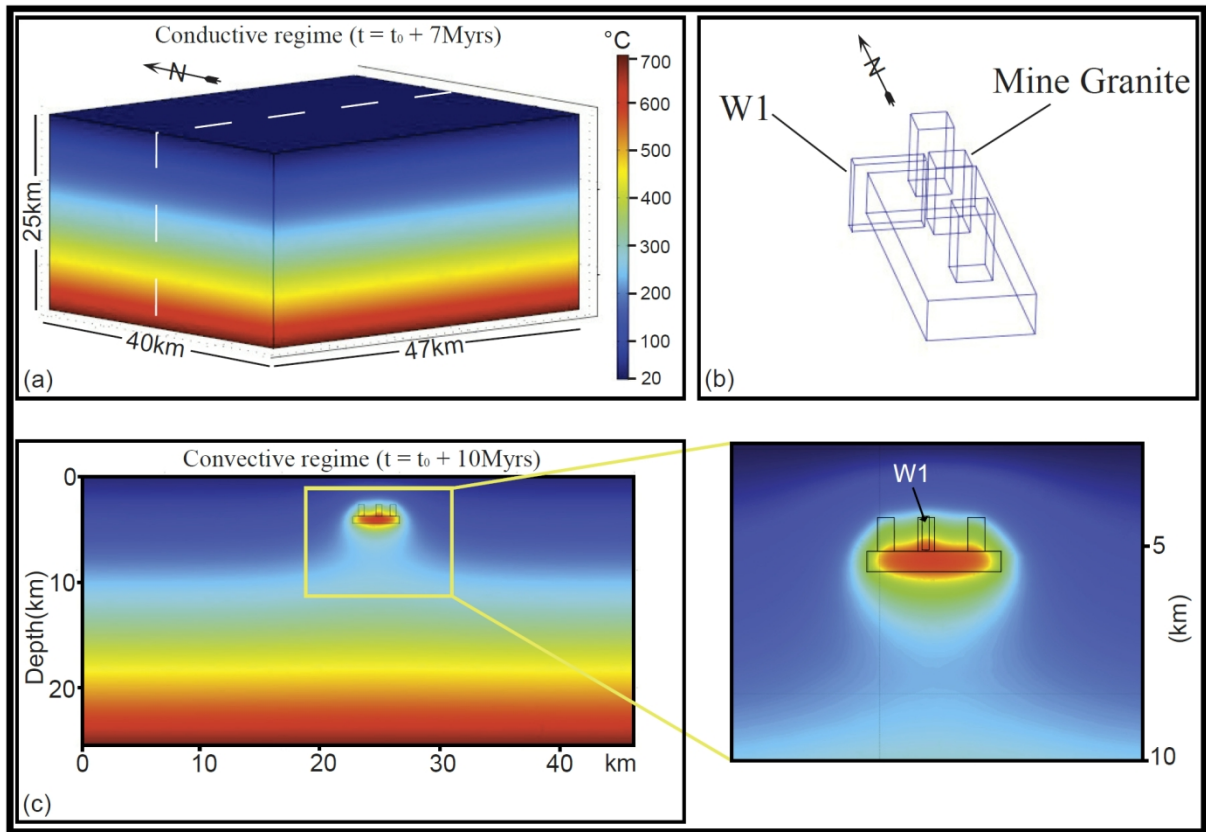 Conductive regime (t = t₀ + 7Myrs)
°C
N
700
600
500
400
300
200
100
20
25km
40km
47km
(a)
N
W1
Mine Granite
(b)
Convective regime (t = t₀ + 10Myrs)
0
10
20
Depth(km)
0
10
20
30
40
km
(c)
W1
5
(km)
10